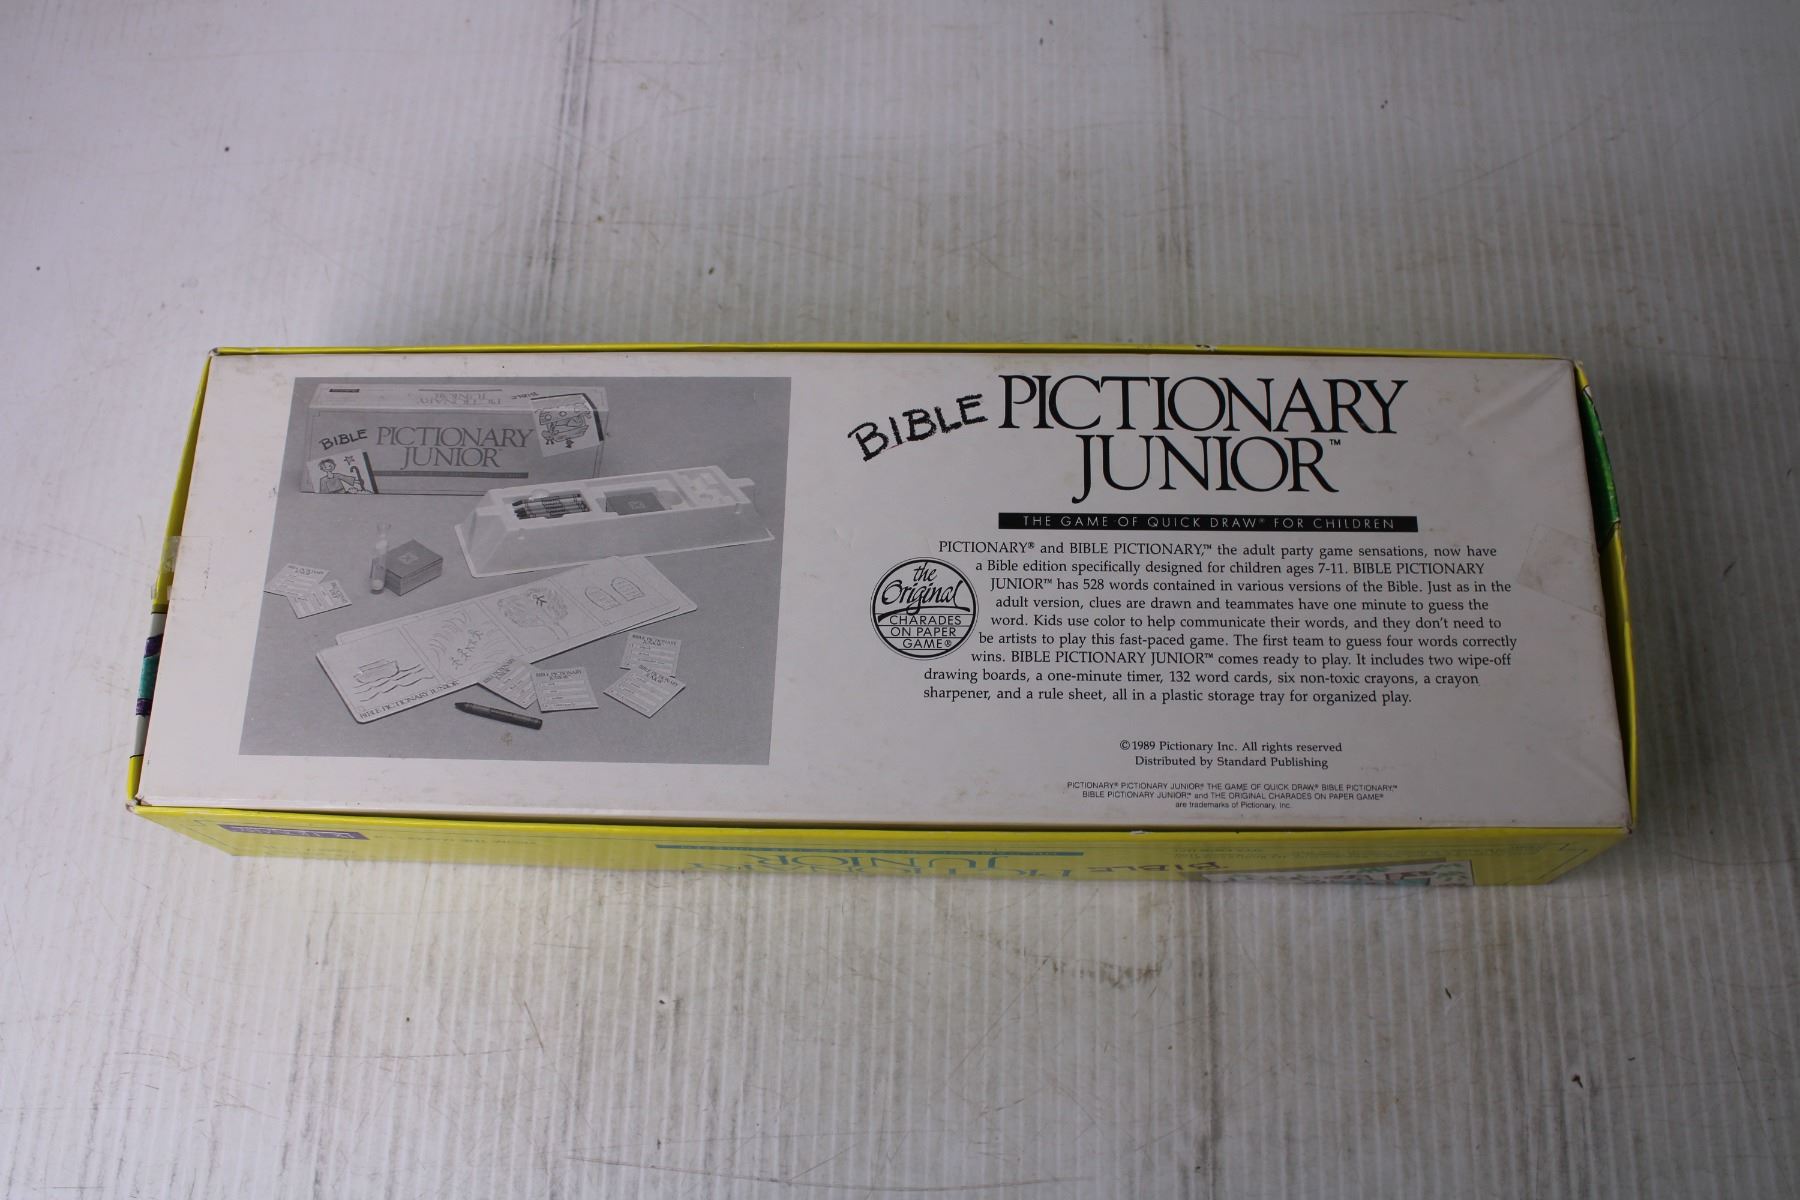 BIBLE PICTIONARY
JUNIOR™
THE GAME OF QUICK DRAW® FOR CHILDREN
PICTIONARY® and BIBLE PICTIONARY,™ the adult party game sensations, now have
a Bible edition specifically designed for children ages 7-11. BIBLE PICTIONARY
JUNIOR™ has 528 words contained in various versions of the Bible. Just as in the
adult version, clues are drawn and teammates have one minute to guess the
word. Kids use color to help communicate their words, and they don't need to
be artists to play this fast-paced game. The first team to guess four words correctly
wins. BIBLE PICTIONARY JUNIOR™ comes ready to play. It includes two wipe-off
drawing boards, a one-minute timer, 132 word cards, six non-toxic crayons, a crayon
sharpener, and a rule sheet, all in a plastic storage tray for organized play.
the
Original
CHARADES
ON PAPER
GAME®
©1989 Pictionary Inc. All rights reserved
Distributed by Standard Publishing
PICTIONARY® PICTIONARY JUNIOR® THE GAME OF QUICK DRAW® BIBLE PICTIONARY,™
BIBLE PICTIONARY JUNIOR™ and THE ORIGINAL CHARADES ON PAPER GAME®
are trademarks of Pictionary, Inc.
BIBLE PICTIONARY
JUNIOR
BIBLE PICTIONARY JUNIOR
BIBLE PICTIONARY
JUNIOR
BIBLE
JUNIOR